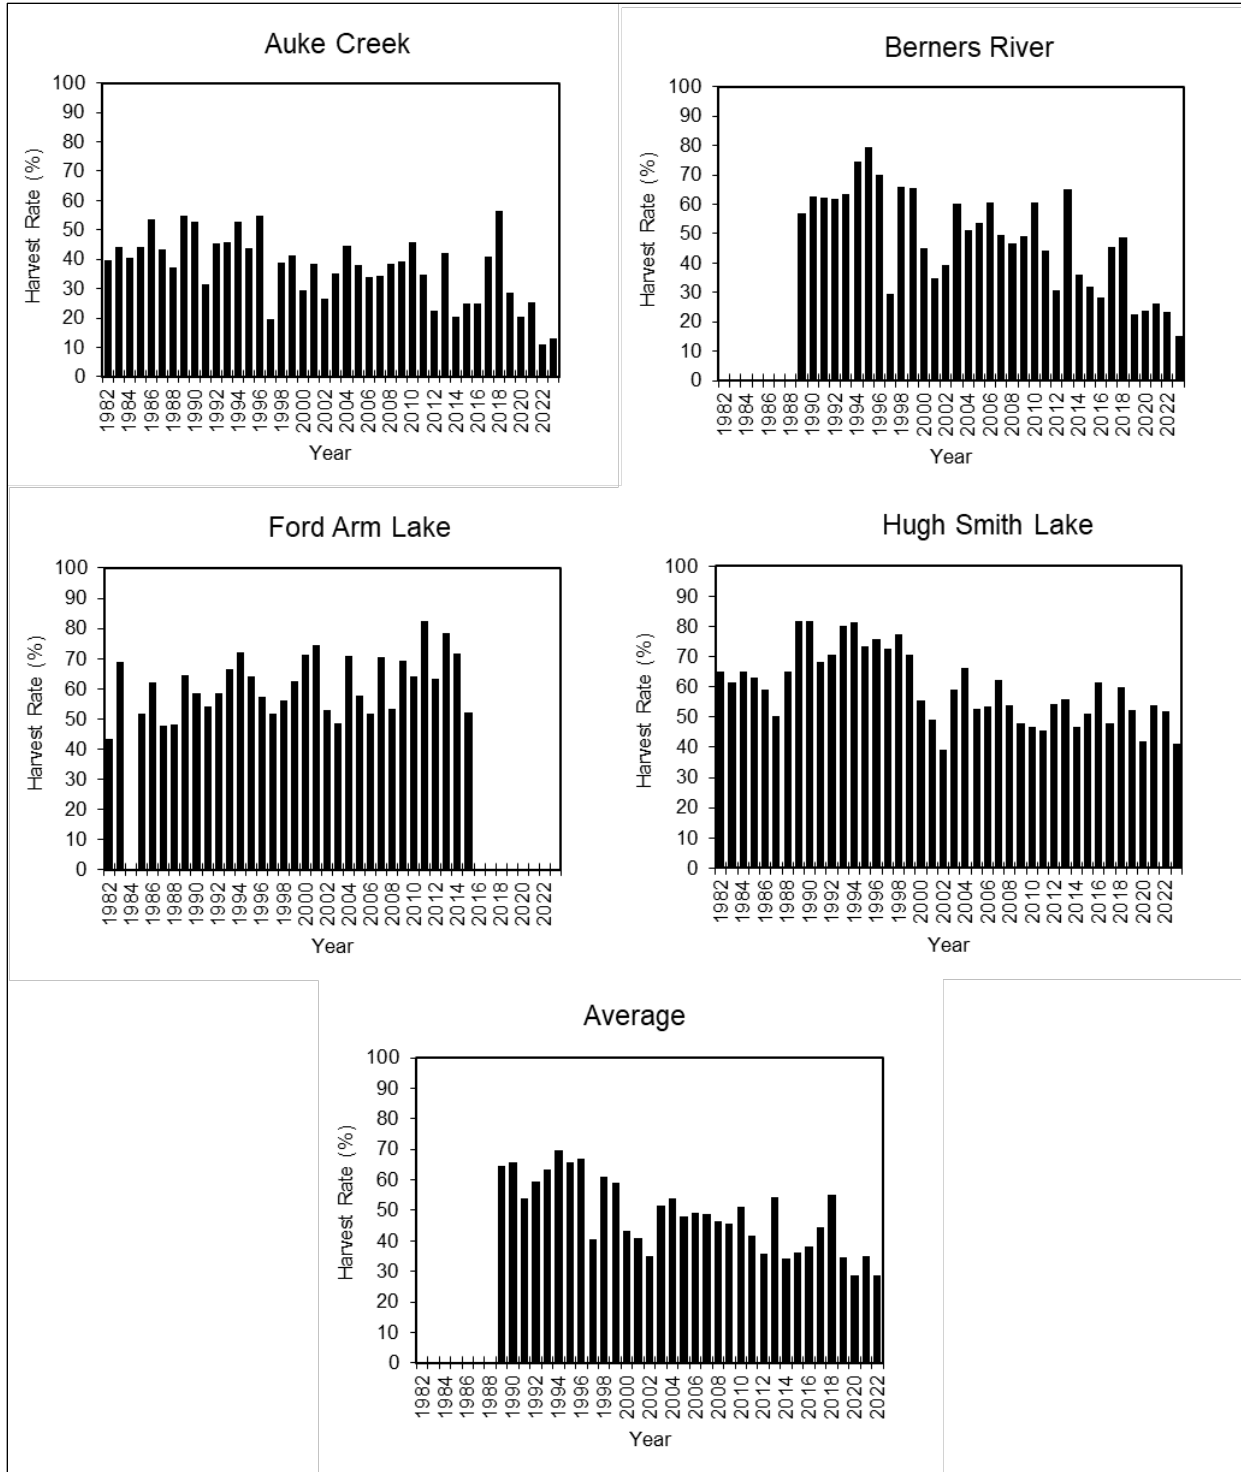 Auke Creek
100
90
80
70
60
50
40
30
20
10
0
Harvest Rate (%)
1982 1984 1986 1988 1990 1992 1994 1996 1998 2000 2002 2004 2006 2008 2010 2012 2014 2016 2018 2020 2022
Year
Berners River
100
90
80
70
60
50
40
30
20
10
0
Harvest Rate (%)
1982 1984 1986 1988 1990 1992 1994 1996 1998 2000 2002 2004 2006 2008 2010 2012 2014 2016 2018 2020 2022
Year
Ford Arm Lake
100
90
80
70
60
50
40
30
20
10
0
Harvest Rate (%)
1982 1984 1986 1988 1990 1992 1994 1996 1998 2000 2002 2004 2006 2008 2010 2012 2014 2016 2018 2020 2022
Year
Hugh Smith Lake
100
90
80
70
60
50
40
30
20
10
0
Harvest Rate (%)
1982 1984 1986 1988 1990 1992 1994 1996 1998 2000 2002 2004 2006 2008 2010 2012 2014 2016 2018 2020 2022
Year
Average
100
90
80
70
60
50
40
30
20
10
0
Harvest Rate (%)
1982 1984 1986 1988 1990 1992 1994 1996 1998 2000 2002 2004 2006 2008 2010 2012 2014 2016 2018 2020 2022
Year